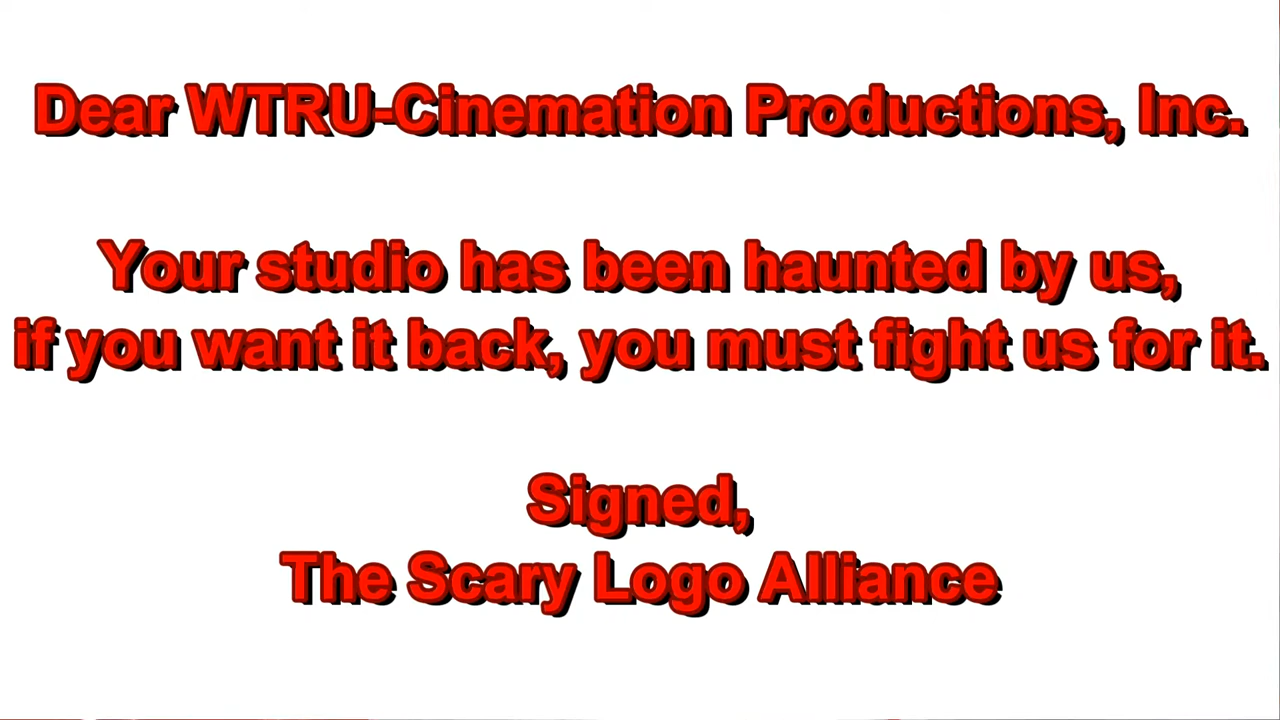 Dear WTRU-Cinemation Productions, Inc.
Your studio has been haunted by us,
if you want it back, you must fight us for it.
Signed,
The Scary Logo Alliance